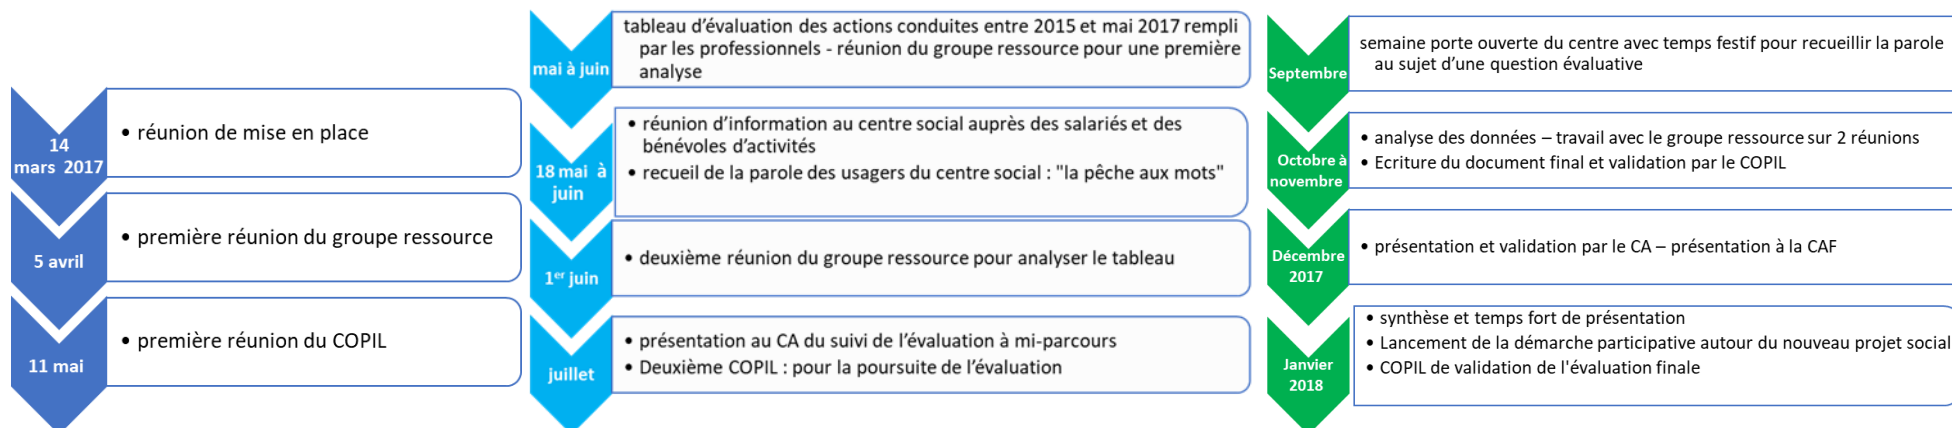 14
mars 2017
• réunion de mise en place
5 avril
• première réunion du groupe ressource
11 mai
• première réunion du COPIL
mai à juin
tableau d’évaluation des actions conduites entre 2015 et mai 2017 rempli
par les professionnels - réunion du groupe ressource pour une première
analyse
18 mai à
juin
• réunion d’information au centre social auprès des salariés et des
bénévoles d’activités
• recueil de la parole des usagers du centre social : "la pêche aux mots"
1er juin
• deuxième réunion du groupe ressource pour analyser le tableau
juillet
• présentation au CA du suivi de l’évaluation à mi-parcours
• Deuxième COPIL : pour la poursuite de l’évaluation
Septembre
semaine porte ouverte du centre avec temps festif pour recueillir la parole
au sujet d’une question évaluative
Octobre à
novembre
• analyse des données – travail avec le groupe ressource sur 2 réunions
• Ecriture du document final et validation par le COPIL
Décembre
2017
• présentation et validation par le CA – présentation à la CAF
Janvier
2018
• synthèse et temps fort de présentation
• Lancement de la démarche participative autour du nouveau projet social
• COPIL de validation de l'évaluation finale